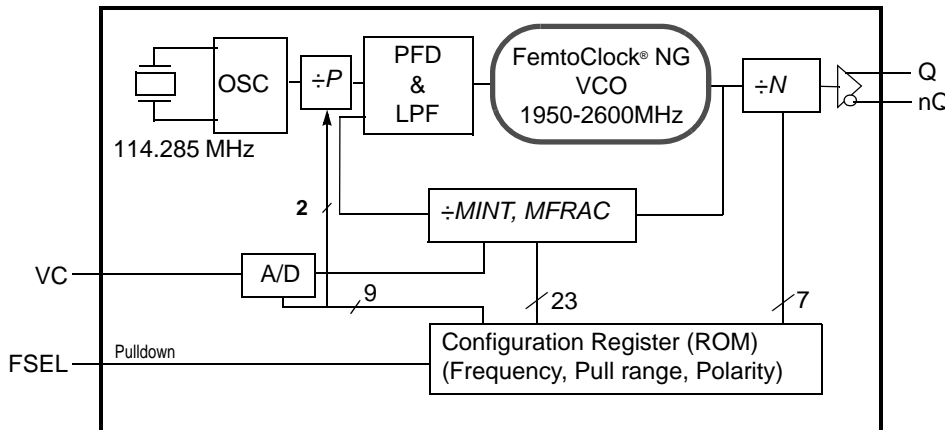 PFD
&
LPF
FemtoClock® NG
VCO
1950-2600MHz
OSC
÷P
÷N
Q
nQ
114.285 MHz
2
÷MINT, MFRAC
VC
A/D
9
23
7
FSEL
Pulldown
Configuration Register (ROM)
(Frequency, Pull range, Polarity)